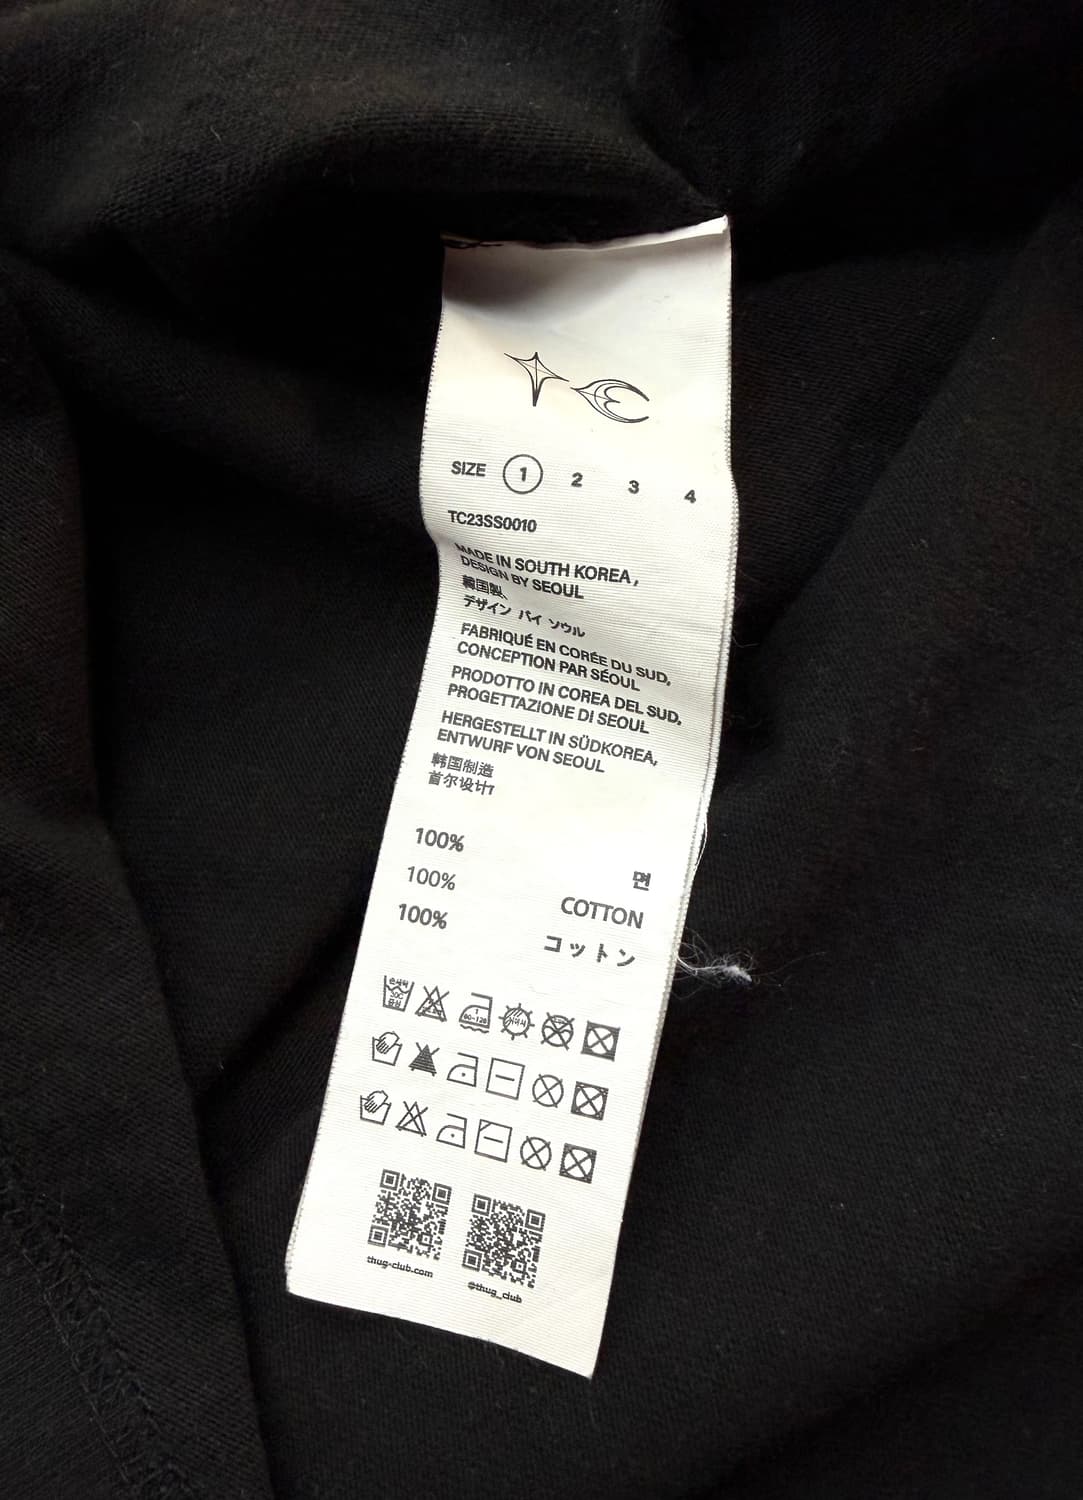 SIZE 1 2 3 4
TC23SS0010
MADE IN SOUTH KOREA,
DESIGN BY SEOUL
韓国製、
デザイン バイ ソウル
FABRIQUÉ EN CORÉE DU SUD,
CONCEPTION PAR SÉOUL
PRODOTTO IN COREA DEL SUD,
PROGETTAZIONE DI SEOUL
HERGESTELLT IN SÜDKOREA,
ENTWURF VON SEOUL
韩国制造
首尔设计
100% 면
100% COTTON
100% コットン
thug-club.com
@thug_club